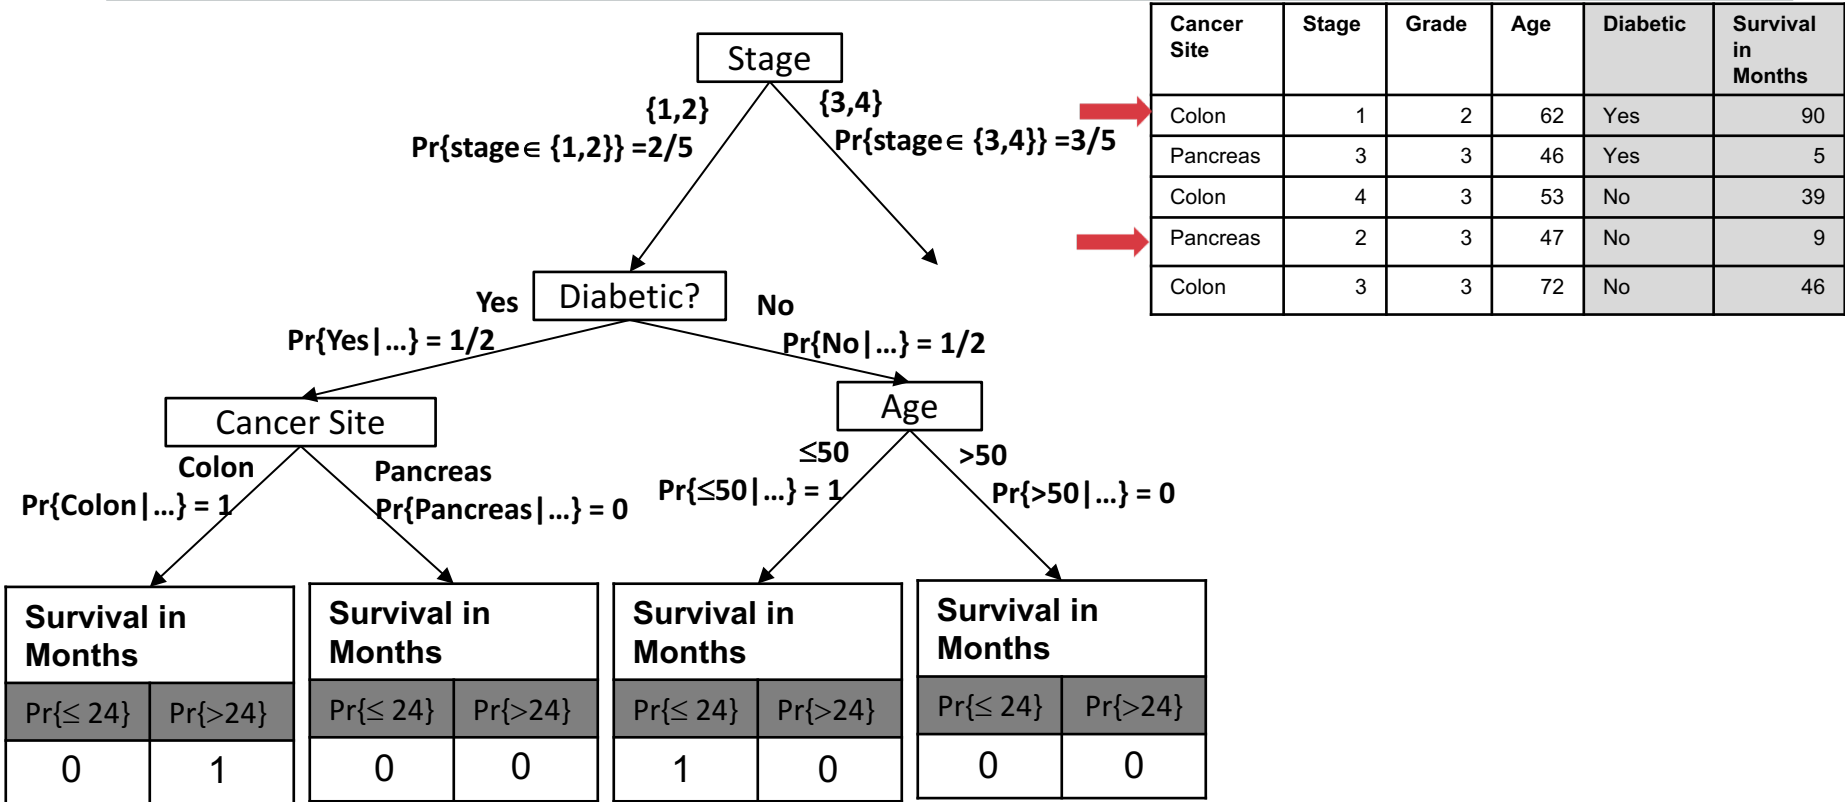 Stage
{1,2}
Pr{stage∈ {1,2}} =2/5
{3,4}
Pr{stage∈ {3,4}} =3/5
Diabetic?
Yes
Pr{Yes|...} = 1/2
No
Pr{No|...} = 1/2
Cancer Site
Colon
Pr{Colon|...} = 1
Pancreas
Pr{Pancreas|...} = 0
Age
≤50
Pr{≤50|...} = 1
>50
Pr{>50|...} = 0
Survival in
Months
Pr{≤ 24} Pr{>24}
0 1
Survival in
Months
Pr{≤ 24} Pr{>24}
0 0
Survival in
Months
Pr{≤ 24} Pr{>24}
1 0
Survival in
Months
Pr{≤ 24} Pr{>24}
0 0
Cancer Site Stage Grade Age Diabetic Survival in Months
Colon 1 2 62 Yes 90
Pancreas 3 3 46 Yes 5
Colon 4 3 53 No 39
Pancreas 2 3 47 No 9
Colon 3 3 72 No 46